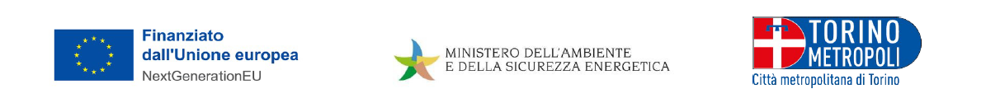 Finanziato
dall'Unione europea
NextGenerationEU
MINISTERO DELL'AMBIENTE
E DELLA SICUREZZA ENERGETICA
TORINO
METROPOLI
Città metropolitana di Torino